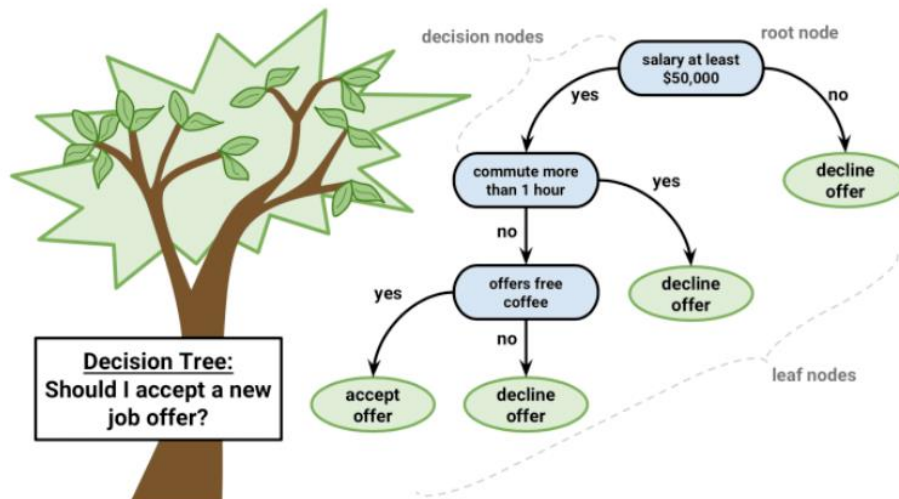 decision nodes
root node
salary at least
$50,000
yes
no
commute more
than 1 hour
yes
decline
offer
no
offers free
coffee
decline
offer
yes
no
Decision Tree:
Should I accept a new
job offer?
accept
offer
decline
offer
leaf nodes